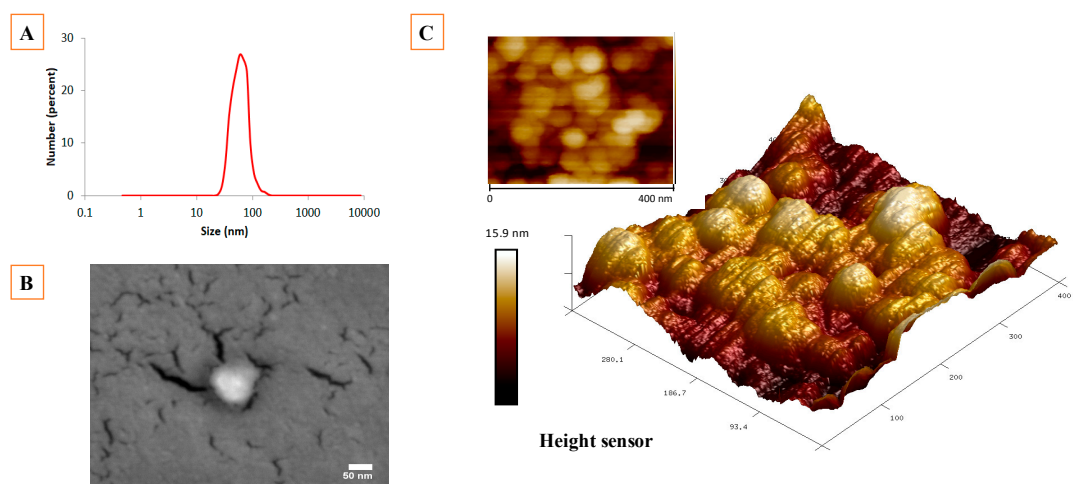 A
30
20
10
0
Number (percent)
0.1 1 10 100 1000 10000
Size (nm)
B
50 nm
C
0 400 nm
15.9 nm
Height sensor
280.1
186.7
93.4
100
200
300
400